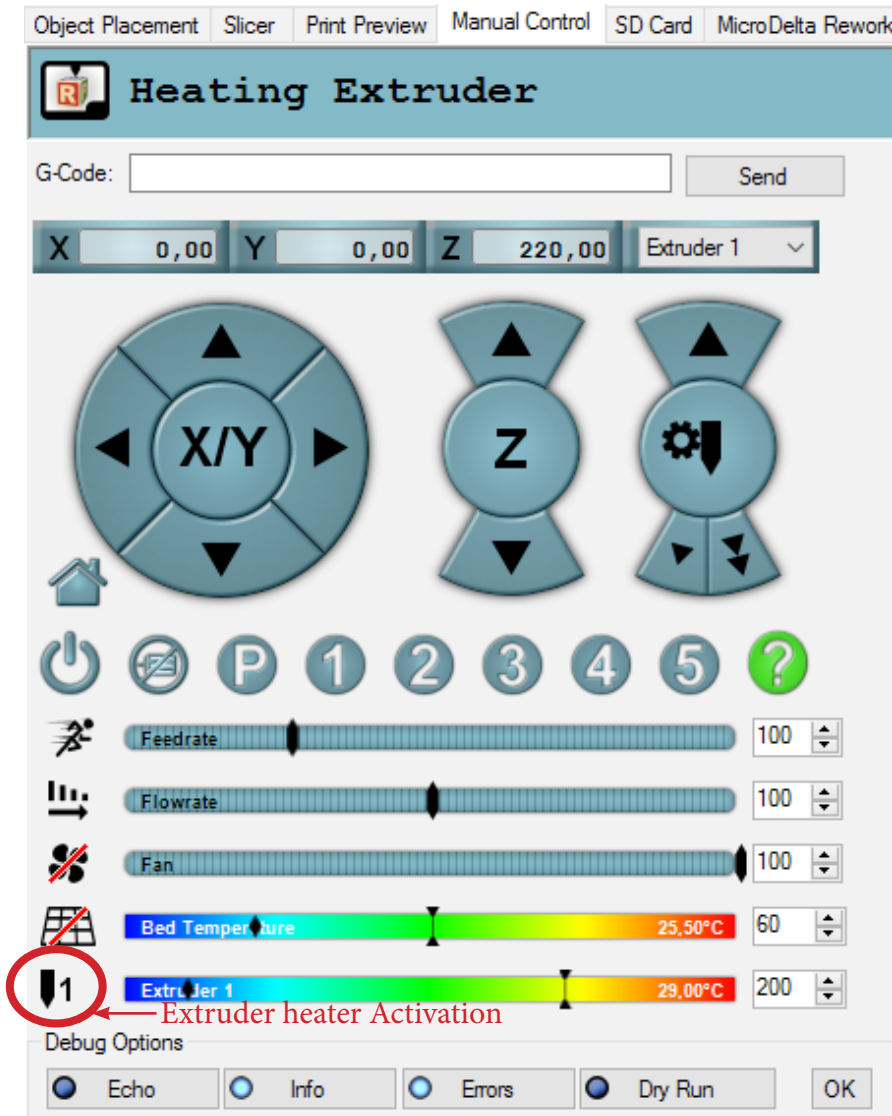 Object Placement Slicer Print Preview Manual Control SD Card MicroDelta Rework
R
Heating Extruder
G-Code: Send
X 0,00 Y 0,00 Z 220,00 Extruder 1
X/Y Z
P 1 2 3 4 5 ?
Feedrate 100
Flowrate 100
Fan 100
Bed Temperature 25,50°C 60
1 Extruder 1 29,00°C 200
Extruder heater Activation
Debug Options
Echo Info Errors Dry Run OK